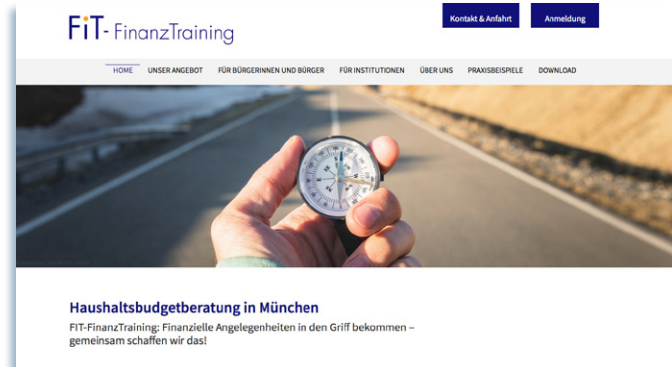 FiT- FinanzTraining
Kontakt & Anfahrt
Anmeldung
HOME UNSER ANGEBOT FÜR BÜRGERINNEN UND BÜRGER FÜR INSTITUTIONEN ÜBER UNS PRAXISBEISPIELE DOWNLOAD
Haushaltsbudgetberatung in München
FIT-FinanzTraining: Finanzielle Angelegenheiten in den Griff bekommen –
gemeinsam schaffen wir das!